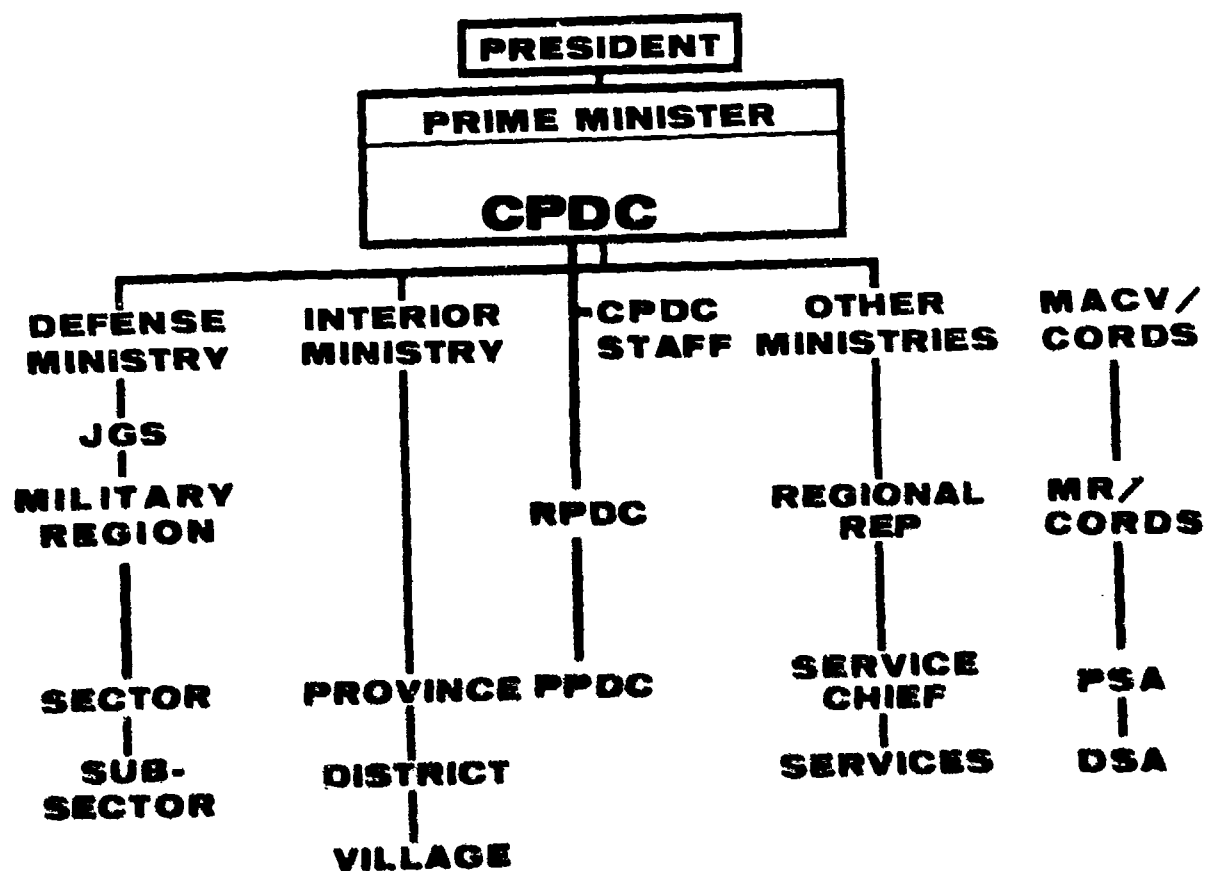 PRESIDENT
PRIME MINISTER
CPDC
DEFENSE
MINISTRY
INTERIOR
MINISTRY
-CPDC
STAFF
OTHER
MINISTRIES
MACV/
CORDS
JGS
MILITARY
REGION
RPDC
REGIONAL
REP
MR/
CORDS
SECTOR
PROVINCE
PPDC
SERVICE
CHIEF
PSA
SUB-
SECTOR
DISTRICT
SERVICES
DSA
VILLAGE